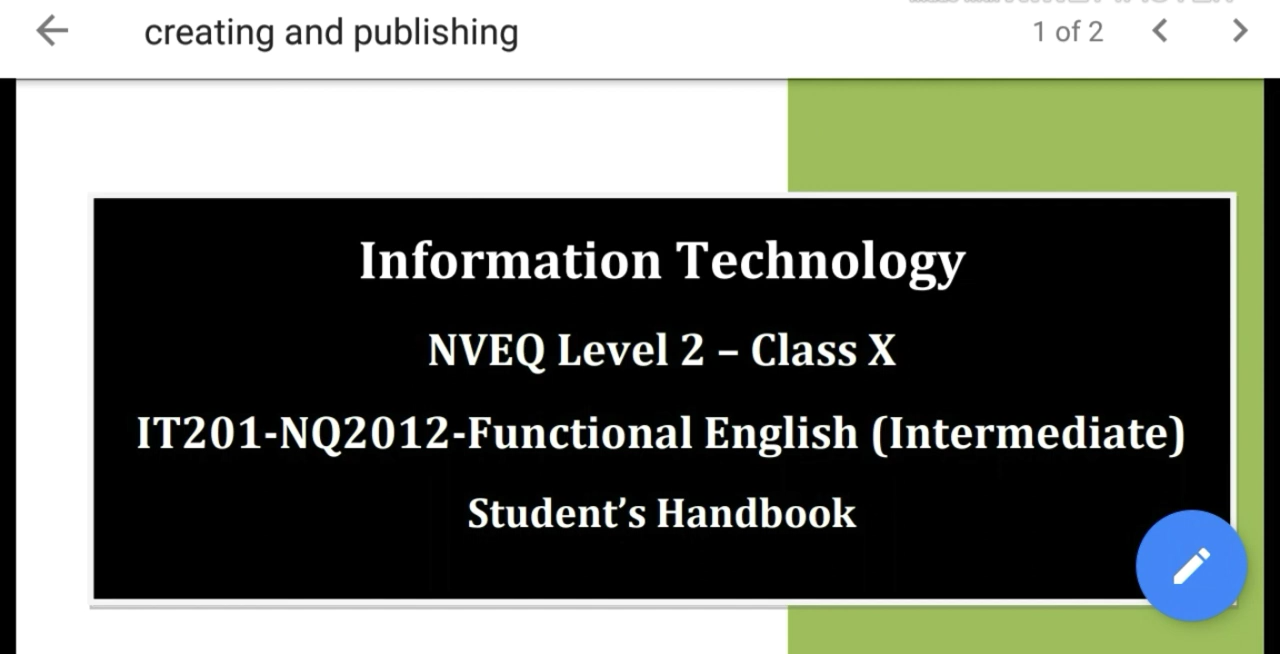 creating and publishing
1 of 2
Information Technology
NVEQ Level 2 – Class X
IT201-NQ2012-Functional English (Intermediate)
Student’s Handbook